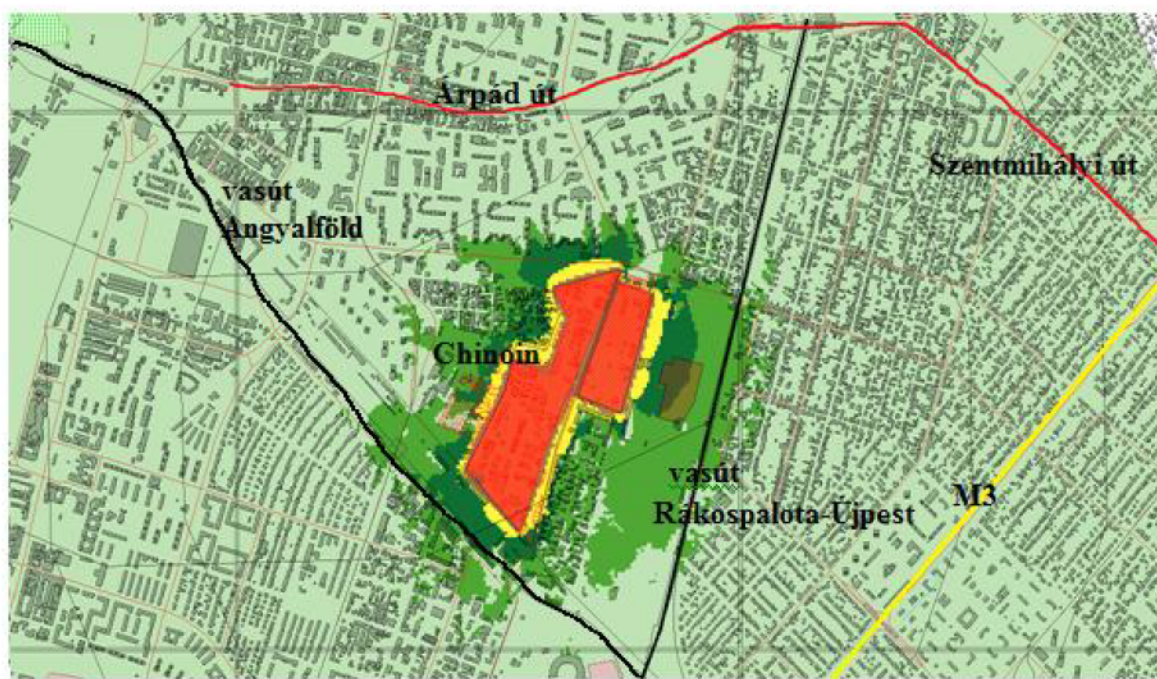 Árpád út
Szentmihályi út
vasút
Angyalföld
Chinoin
vasút
Rákospalota-Újpest
M3